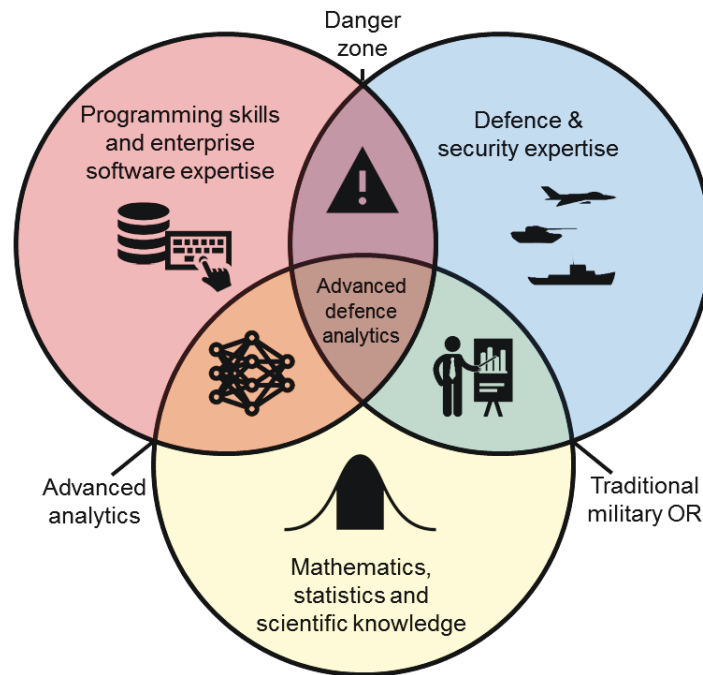 Danger
zone
Programming skills
and enterprise
software expertise
Defence &
security expertise
Advanced
defence
analytics
Advanced
analytics
Traditional
military OR
Mathematics,
statistics and
scientific knowledge